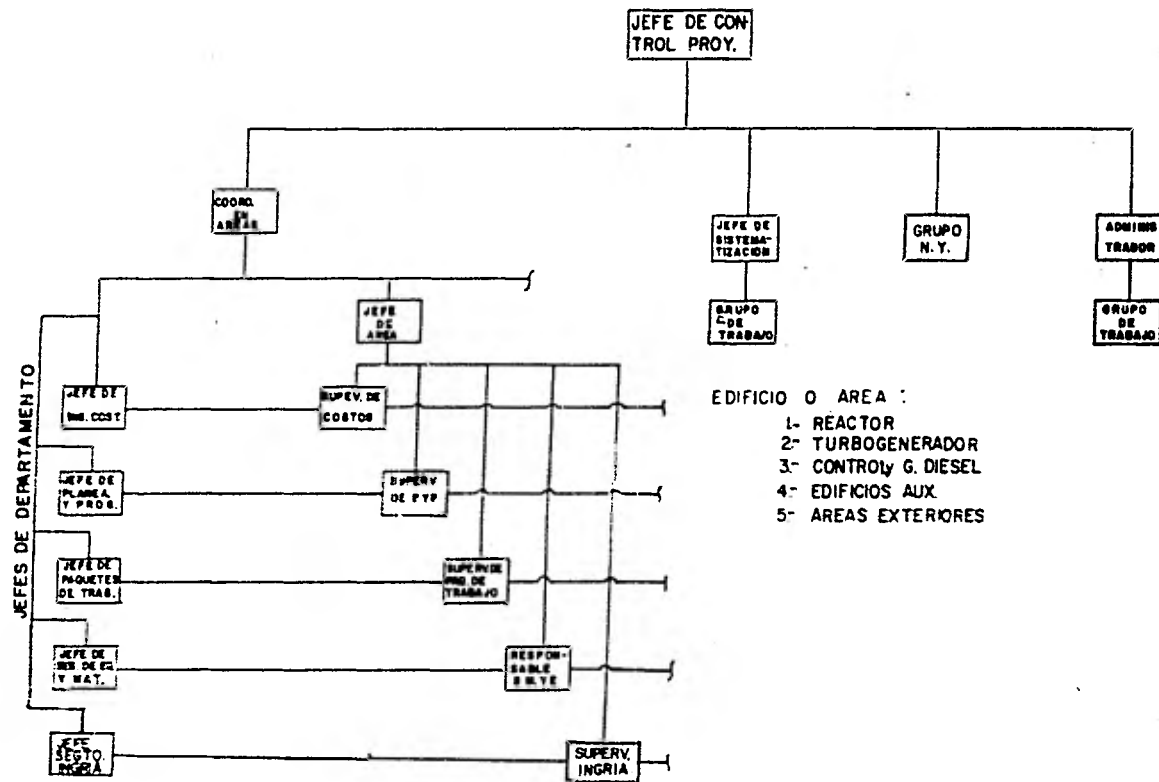 JEFE DE CON-
TROL PROY.
COORD.
EN
AREAS
JEFE DE
SISTEMA-
TIZACION
GRUPO
N. Y.
ADMINIS
TRADOR
GRUPO
DE
TRABAJO
GRUPO
DE
TRABAJO
JEFE
DE
AREA
JEFES DE DEPARTAMENTO
JEFE DE
ING. COST.
SUPEV. DE
COSTOS
JEFE DE
PLANEA.
Y PROG.
SUPERV
DE PYP
JEFE DE
PAQUETES
DE TRAB.
SUPERV. DE
TRABAJO
JEFE DE
Y MAT.
RESPON-
SABLE
JEFE
SEGTO.
INGRIA
SUPERV.
INGRIA
EDIFICIO O AREA :
1- REACTOR
2- TURBOGENERADOR
3- CONTROL y G. DIESEL
4- EDIFICIOS AUX.
5- AREAS EXTERIORES